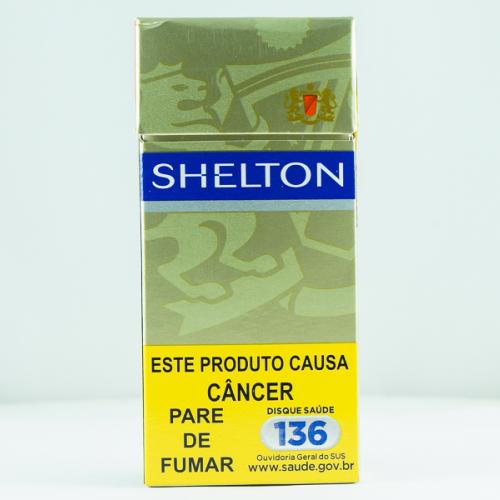 SHELTON
ESTE PRODUTO CAUSA
CÂNCER
PARE
DE
FUMAR
DISQUE SAÚDE
136
Ouvidoria Geral do SUS
www.saude.gov.br